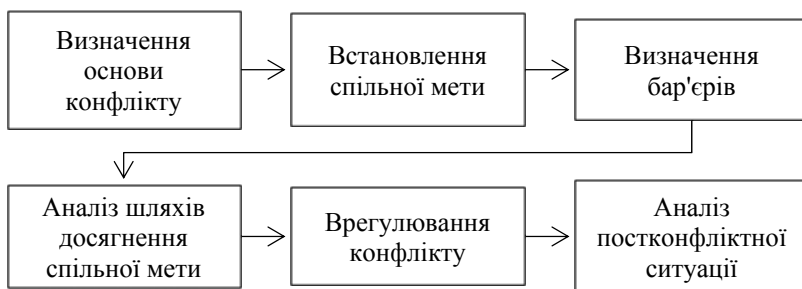 Визначення
основи
конфлікту
Встановлення
спільної мети
Визначення
бар'єрів
Аналіз шляхів
досягнення
спільної мети
Врегулювання
конфлікту
Аналіз
постконфліктної
ситуації